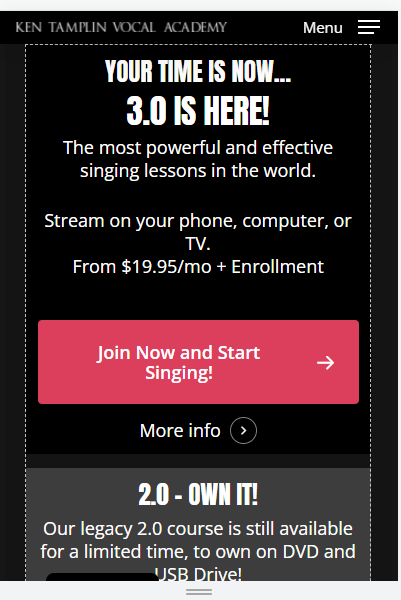 KEN TAMPLIN VOCAL ACADEMY
Menu
YOUR TIME IS NOW...
3.0 IS HERE!
The most powerful and effective
singing lessons in the world.
Stream on your phone, computer, or
TV.
From $19.95/mo + Enrollment
Join Now and Start
Singing!
More info
2.0 - OWN IT!
Our legacy 2.0 course is still available
for a limited time, to own on DVD and
USB Drive!